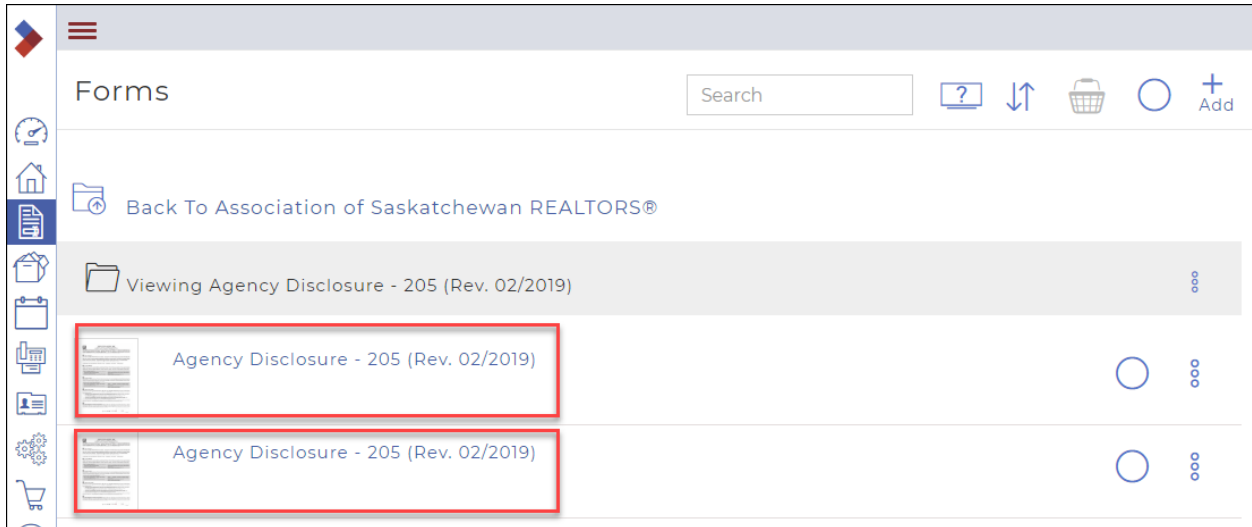 Forms
Search
?
Add
Back To Association of Saskatchewan REALTORS®
Viewing Agency Disclosure - 205 (Rev. 02/2019)
Agency Disclosure - 205 (Rev. 02/2019)
Agency Disclosure - 205 (Rev. 02/2019)